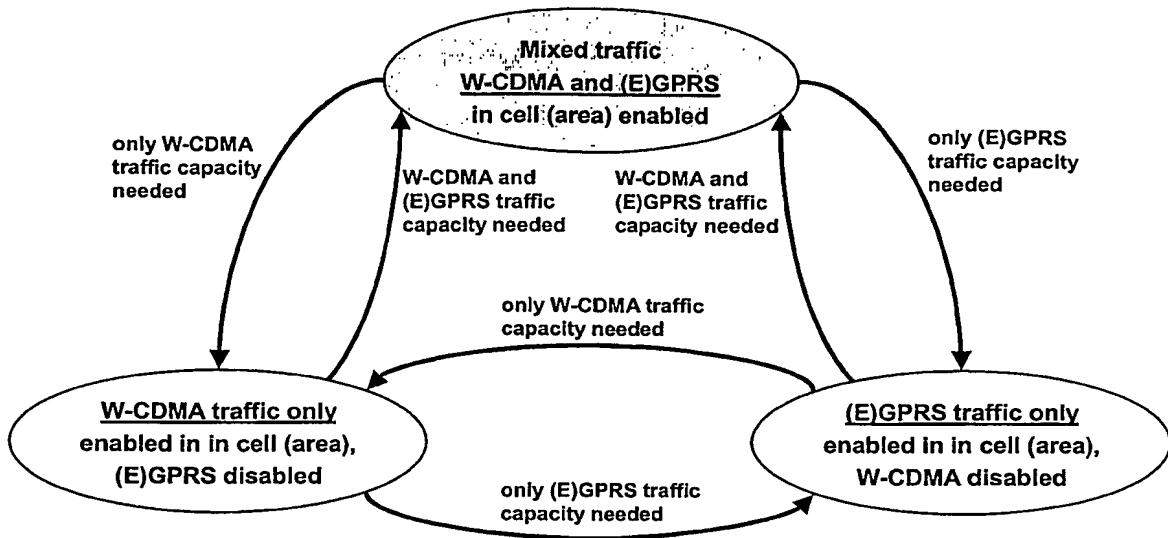 Mixed traffic
W-CDMA and (E)GPRS
in cell (area) enabled
only W-CDMA
traffic capacity
needed
W-CDMA and
(E)GPRS traffic
capacity needed
W-CDMA and
(E)GPRS traffic
capacity needed
only (E)GPRS
traffic capacity
needed
only W-CDMA traffic
capacity needed
W-CDMA traffic only
enabled in in cell (area),
(E)GPRS disabled
(E)GPRS traffic only
enabled in in cell (area),
W-CDMA disabled
only (E)GPRS traffic
capacity needed